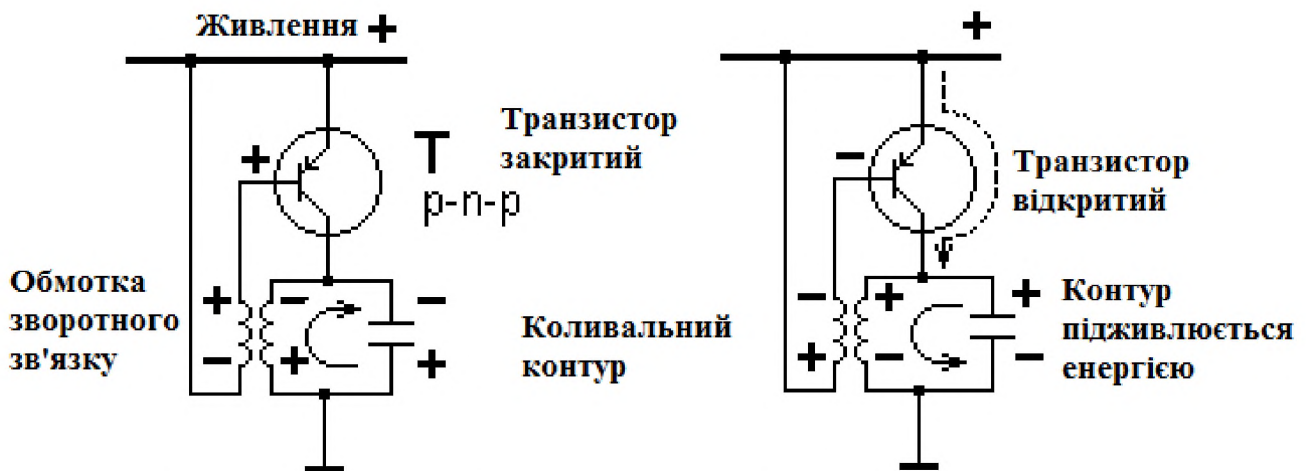 Живлення +
+
Транзистор
закритий
Т
p-n-p
+
Обмотка
зворотного
зв'язку
+
−
−
+
−
+
Коливальний
контур
−
Транзистор
відкритий
−
+
+
−
+
−
Контур
підживлюється
енергією